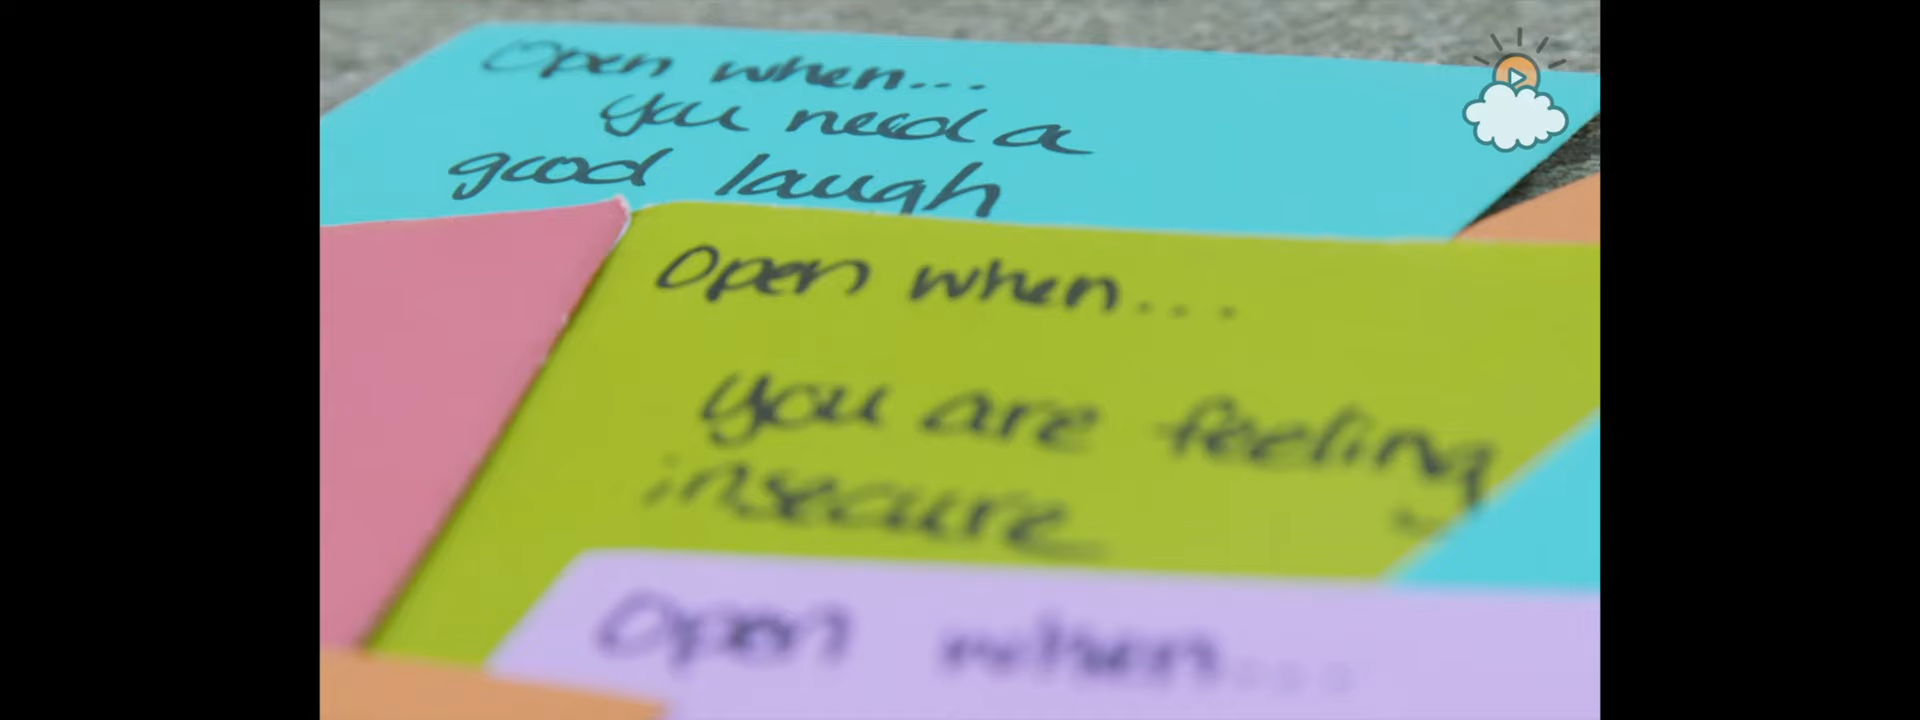 Open when...
you need a
good laugh
Open when...
you are feeling
insecure
Open when...